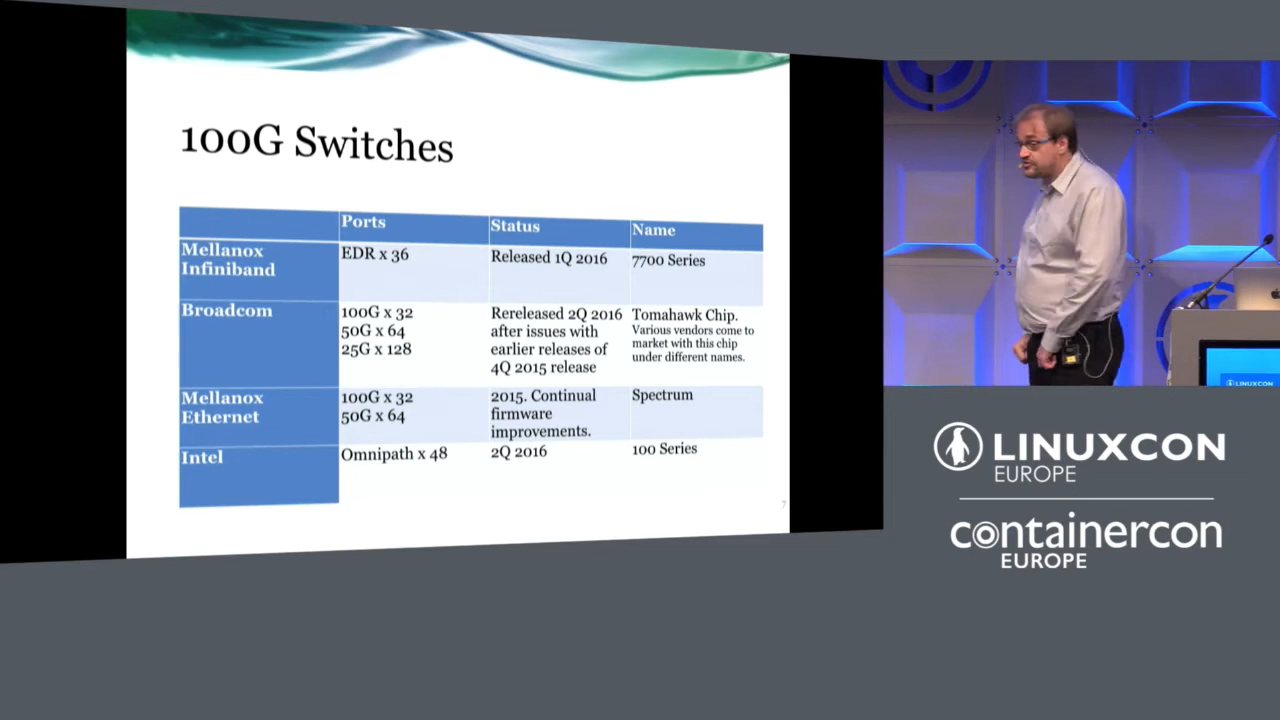 100G Switches
Ports Status Name
Mellanox Infiniband EDR x 36 Released 1Q 2016 7700 Series
Broadcom
100G x 32
50G x 64
25G x 128
Rereleased 2Q 2016
after issues with
earlier releases of
4Q 2015 release
Tomahawk Chip.
Various vendors come to
market with this chip
under different names.
Mellanox
Ethernet
100G x 32
50G x 64
2015. Continual
firmware
improvements.
Spectrum
Intel Omnipath x 48 2Q 2016 100 Series
7
LINUXCON
LINUXCON
EUROPE
containercon
EUROPE